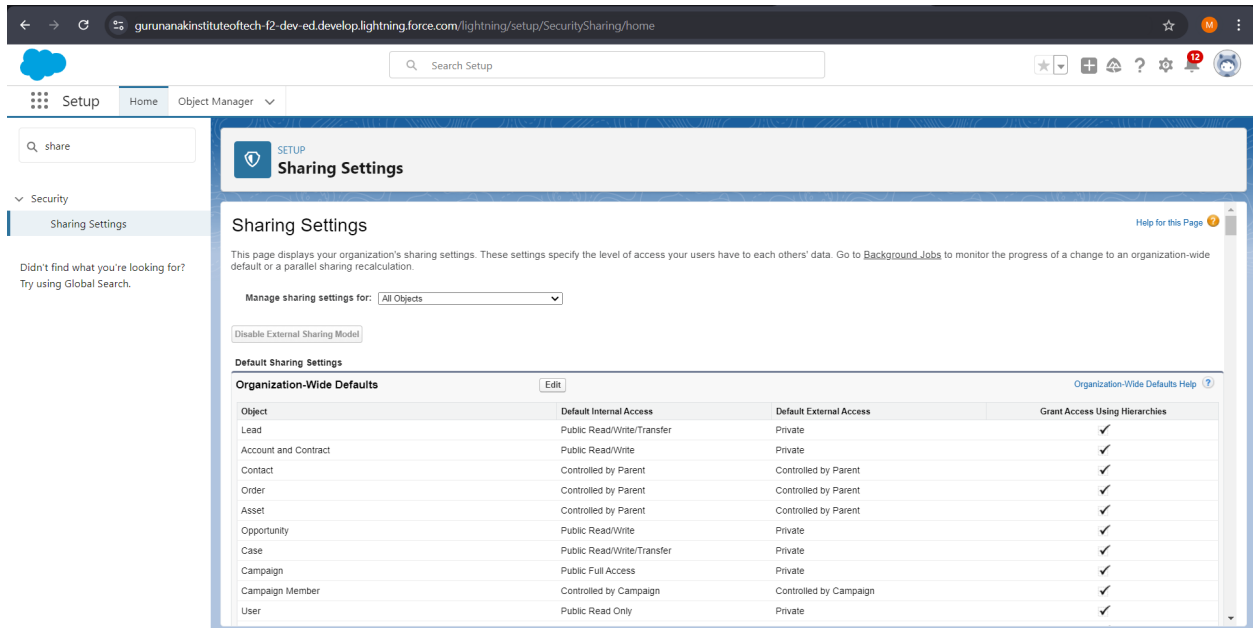 gurunanakinstituteoftech-f2-dev-ed.develop.lightning.force.com/lightning/setup/SecuritySharing/home
M
Search Setup
12
Setup Home Object Manager
share
Security
Sharing Settings
Didn't find what you're looking for?
Try using Global Search.
SETUP
Sharing Settings
Sharing Settings
Help for this Page ?
This page displays your organization's sharing settings. These settings specify the level of access your users have to each others' data. Go to Background Jobs to monitor the progress of a change to an organization-wide
default or a parallel sharing recalculation.
Manage sharing settings for: All Objects
Disable External Sharing Model
Default Sharing Settings
Organization-Wide Defaults Edit Organization-Wide Defaults Help ?
Object Default Internal Access Default External Access Grant Access Using Hierarchies
Lead Public Read/Write/Transfer Private ✓
Account and Contract Public Read/Write Private ✓
Contact Controlled by Parent Controlled by Parent ✓
Order Controlled by Parent Controlled by Parent ✓
Asset Controlled by Parent Controlled by Parent ✓
Opportunity Public Read/Write Private ✓
Case Public Read/Write/Transfer Private ✓
Campaign Public Full Access Private ✓
Campaign Member Controlled by Campaign Controlled by Campaign ✓
User Public Read Only Private ✓